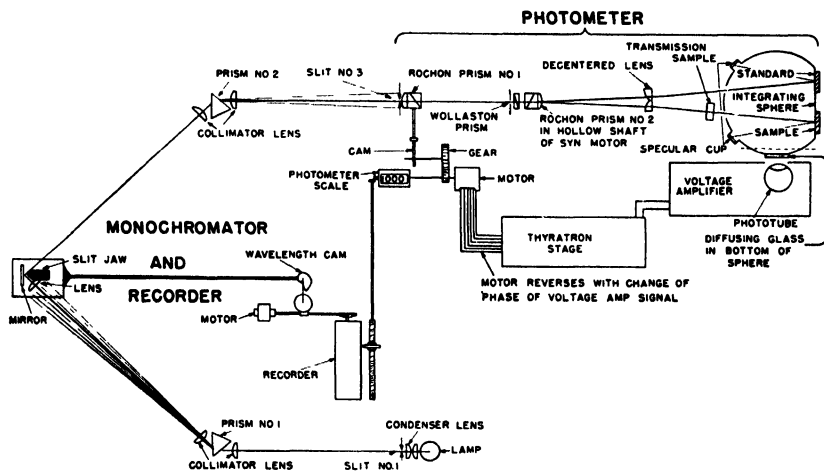 PHOTOMETER
PRISM NO 2
SLIT NO 3
ROCHON PRISM NO 1
DECENTERED LENS
TRANSMISSION
SAMPLE
STANDARD
INTEGRATING
SPHERE
COLLIMATOR LENS
WOLLASTON
PRISM
ROCHON PRISM NO 2
IN HOLLOW SHAFT
OF SYN MOTOR
SAMPLE
SPECULAR CUP
CAM
GEAR
PHOTOMETER
SCALE
1000
MOTOR
VOLTAGE
AMPLIFIER
PHOTOTUBE
DIFFUSING GLASS
IN BOTTOM OF
SPHERE
THYRATRON
STAGE
MOTOR REVERSES WITH CHANGE OF
PHASE OF VOLTAGE AMP SIGNAL
MONOCHROMATOR
AND
RECORDER
WAVELENGTH CAM
SLIT JAW
LENS
MIRROR
MOTOR
RECORDER
PRISM NO 1
CONDENSER LENS
LAMP
COLLIMATOR LENS
SLIT NO.1